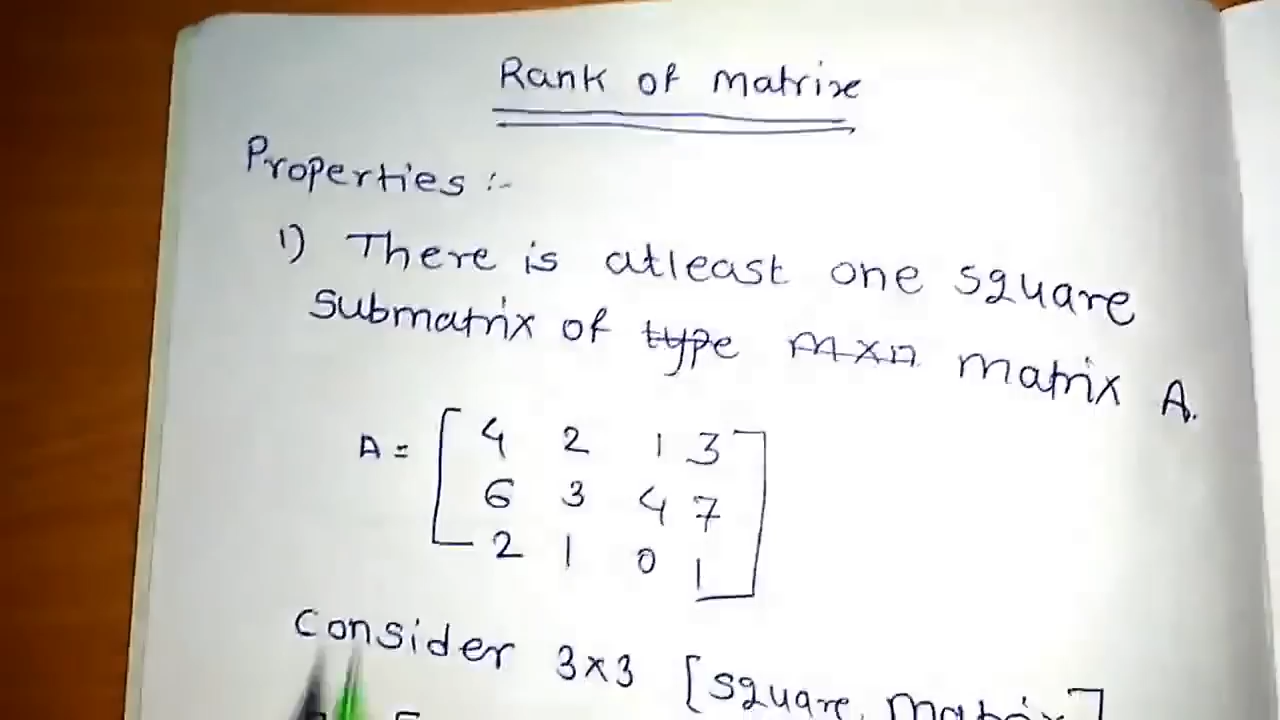 Rank of matrix
Properties :-
1) There is atleast one square
submatrix of type m×n matrix A.
A = [ 4 2 1 3
6 3 4 7
2 1 0 1 ]
Consider 3×3 [square matrix]